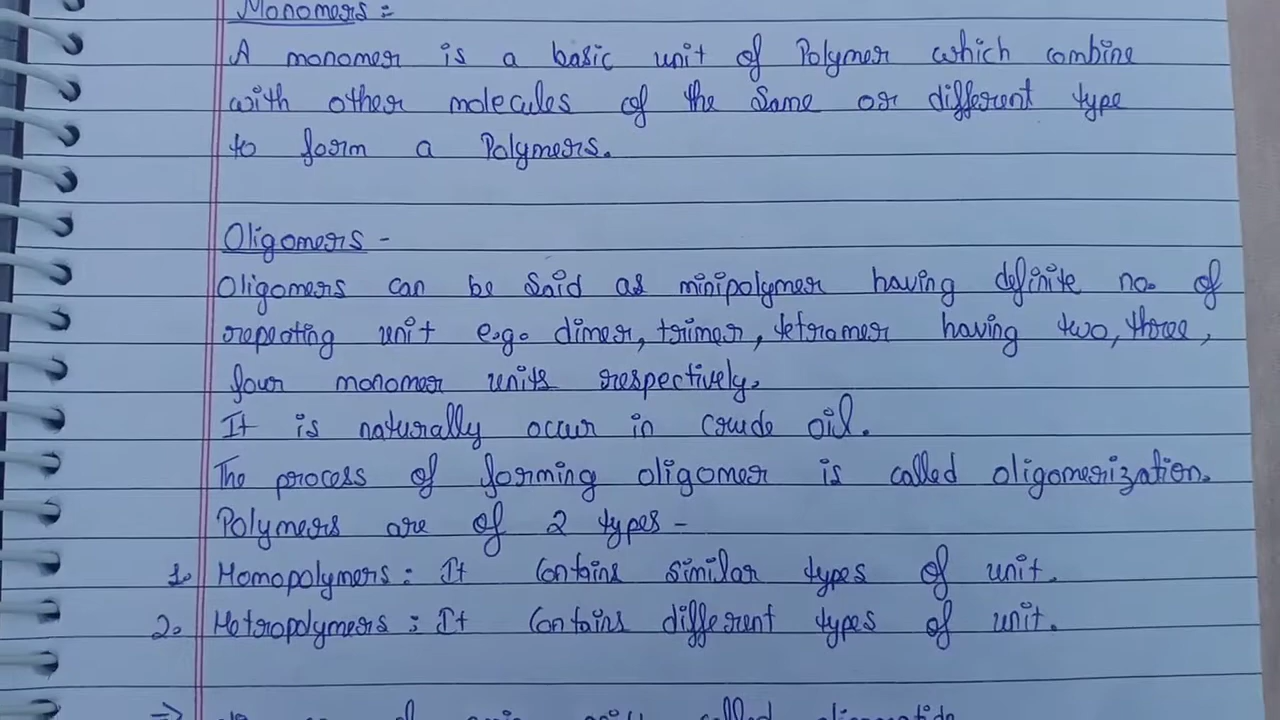 Monomers :
A monomer is a basic unit of Polymer which combine
with other molecules of the same or different type
to form a Polymers.
Oligomers -
Oligomers can be said as minipolymer having definite no. of
repeating unit e.g. dimer, trimer, tetramer having two, three,
four monomer units respectively.
It is naturally occur in crude oil.
The process of forming oligomer is called oligomerization.
Polymers are of 2 types -
1. Homopolymers : It contains similar types of unit.
2. Hetropolymers : It contains different types of unit.